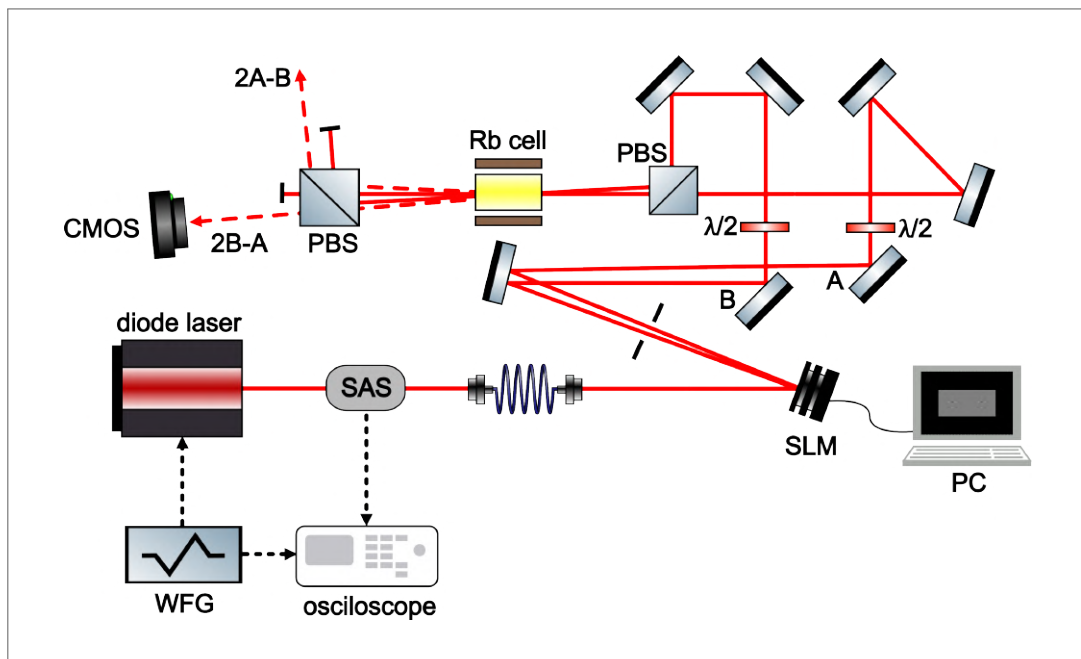 2A-B
Rb cell
PBS
CMOS
2B-A
PBS
λ/2
λ/2
A
B
diode laser
SAS
SLM
PC
WFG
osciloscope